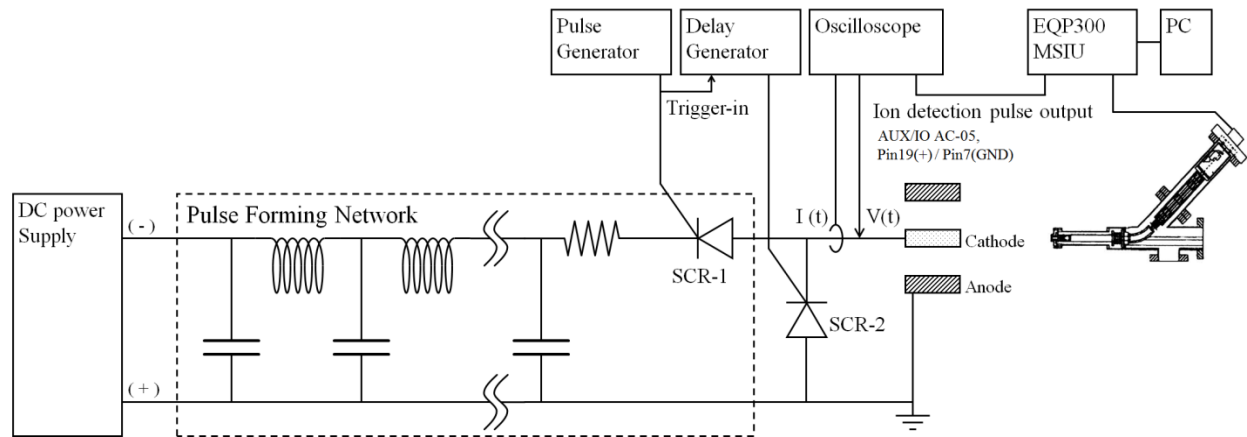 Pulse
Generator
Delay
Generator
Oscilloscope
EQP300
MSIU
PC
Trigger-in
Ion detection pulse output
AUX/IO AC-05,
Pin19(+) / Pin7(GND)
DC power
Supply
( - )
Pulse Forming Network
I (t)
V(t)
Cathode
SCR-1
Anode
SCR-2
( + )